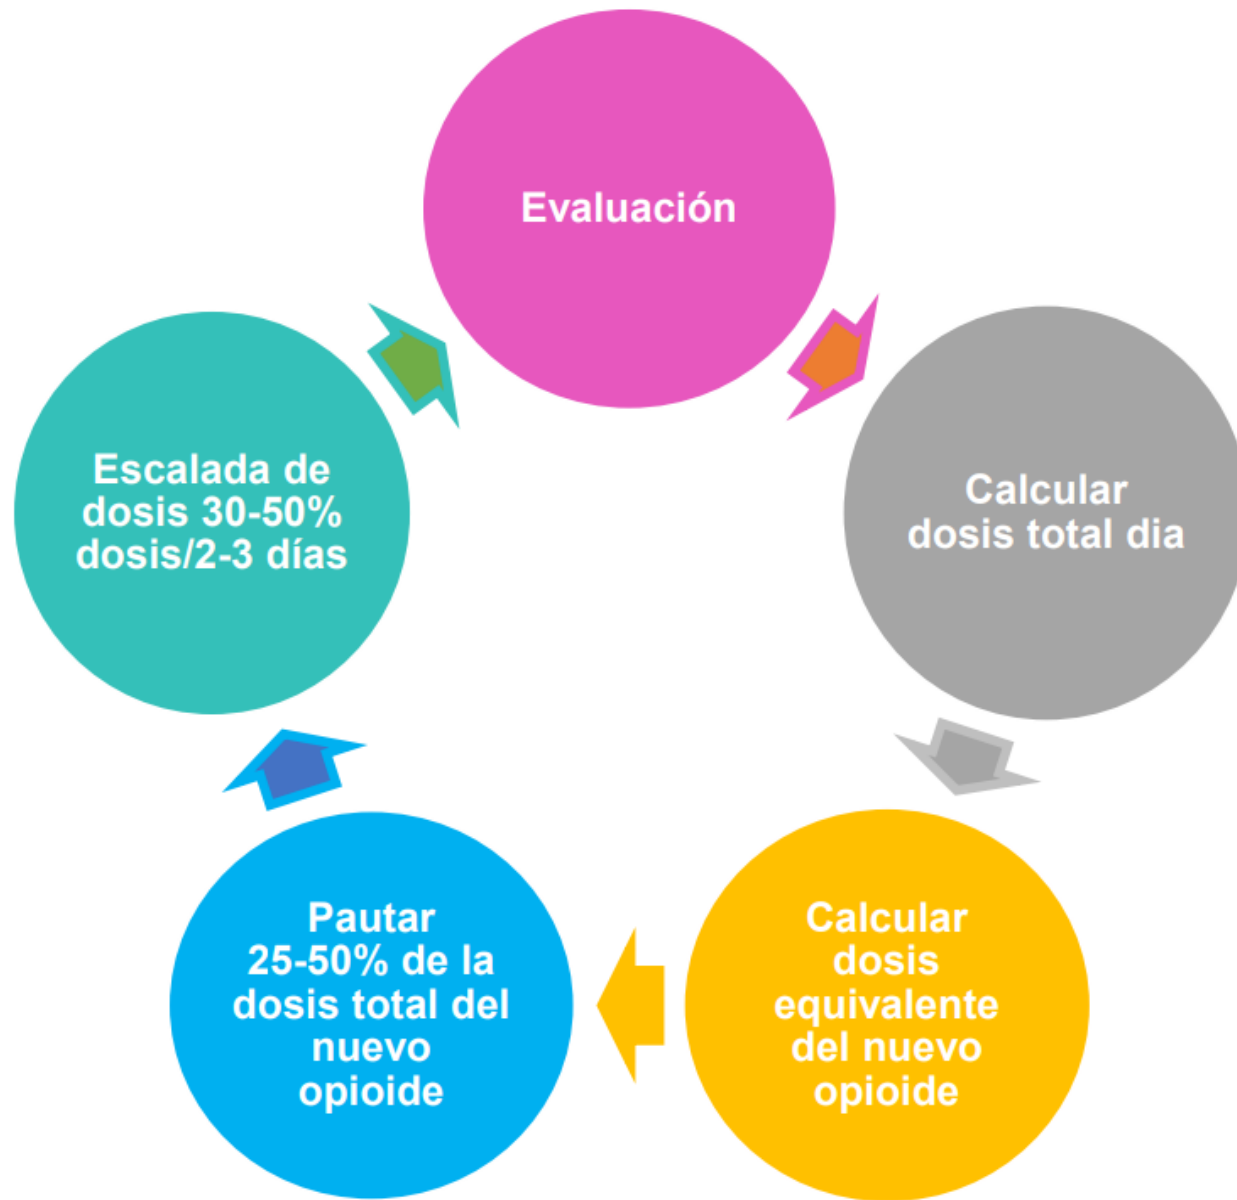 Evaluación
Calcular
dosis total dia
Calcular
dosis
equivalente
del nuevo
opioide
Pautar
25-50% de la
dosis total del
nuevo
opioide
Escalada de
dosis 30-50%
dosis/2-3 días